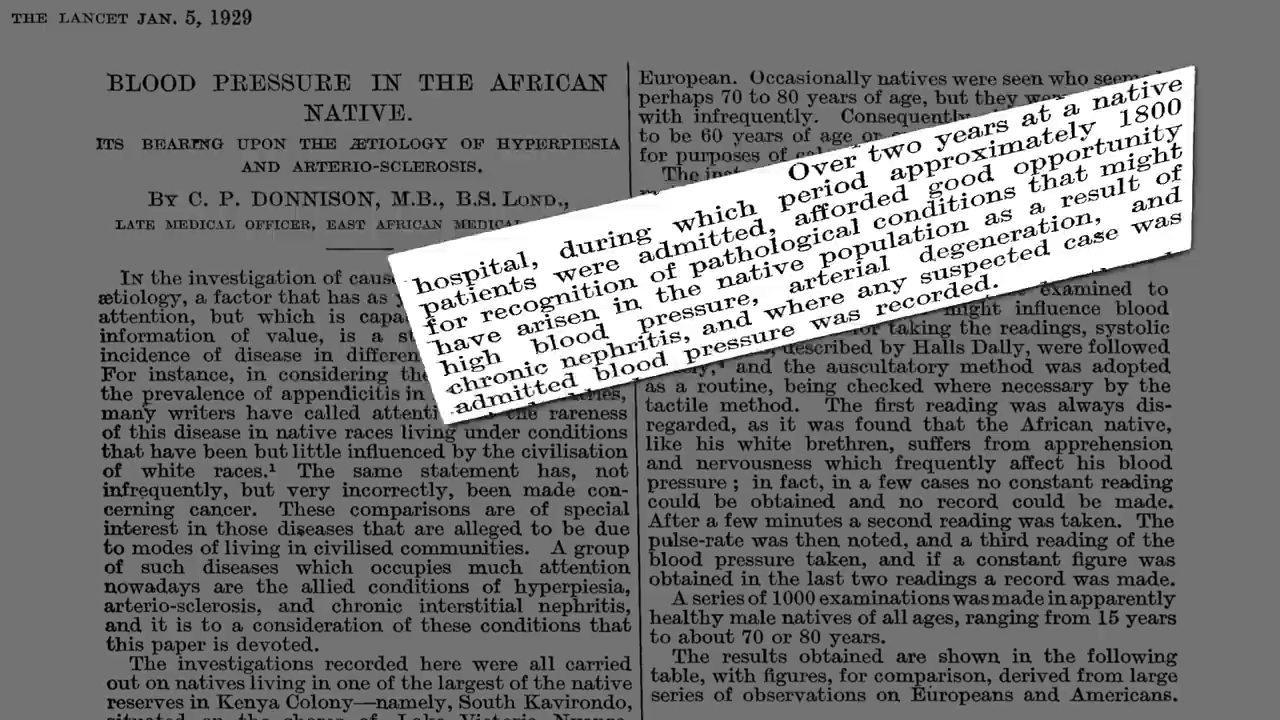 THE LANCET JAN. 5, 1929
BLOOD PRESSURE IN THE AFRICAN
NATIVE.
ITS BEARING UPON THE ÆTIOLOGY OF HYPERPIESIA
AND ARTERIO-SCLEROSIS.
BY C. P. DONNISON, M.B., B.S. LOND.,
LATE MEDICAL OFFICER, EAST AFRICAN
IN the investigation of
ætiology, a factor that has as
attention, but which is
information of value, is a
incidence of disease in
For instance, in considering
the prevalence of appendicitis in
many writers have called the rareness
of this disease in native races living under conditions
that have been but little influenced by the civilisation
of white races.¹ The same statement has, not
infrequently, but very incorrectly, been made con-
cerning cancer. These comparisons are of special
interest in those diseases that are alleged to be due
to modes of living in civilised communities. A group
of such diseases which occupies much attention
nowadays are the allied conditions of hyperpiesia,
arterio-sclerosis, and chronic interstitial nephritis,
and it is to a consideration of these conditions that
this paper is devoted.
The investigations recorded here were all carried
out on natives living in one of the largest of the native
reserves in Kenya Colony—namely, South Kavirondo,
European. Occasionally natives were seen who
perhaps 70 to 80 years of age, but they
with infrequently.
to be 60 years of age or
for purposes of
The
Over two years at a native
hospital, during which period approximately 1800
patients were admitted, afforded good opportunity
for recognition of pathological conditions that might
have arisen in the native population as a result of
high blood pressure, arterial degeneration, and
chronic nephritis, and where any suspected case was
admitted blood pressure was recorded.
examined to
might influence blood
taking the readings, systolic
described by Halls Dally, were followed
and the auscultatory method was adopted
as a routine, being checked where necessary by the
tactile method. The first reading was always dis-
regarded, as it was found that the African native,
like his white brethren, suffers from apprehension
and nervousness which frequently affect his blood
pressure; in fact, in a few cases no constant reading
could be obtained and no record could be made.
After a few minutes a second reading was taken. The
pulse-rate was then noted, and a third reading of the
blood pressure taken, and if a constant figure was
obtained in the last two readings a record was made.
A series of 1000 examinations was made in apparently
healthy male natives of all ages, ranging from 15 years
to about 70 or 80 years.
The results obtained are shown in the following
table, with figures, for comparison, derived from large
series of observations on Europeans and Americans.